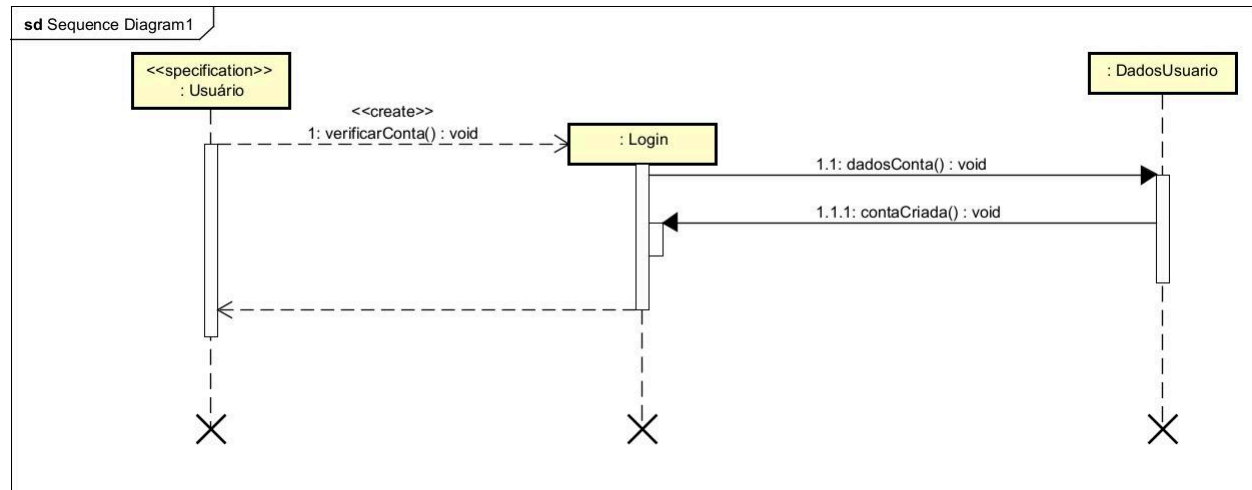 sd Sequence Diagram1
<<specification>>
: Usuário
: DadosUsuario
<<create>>
1: verificarConta() : void
: Login
1.1: dadosConta() : void
1.1.1: contaCriada() : void